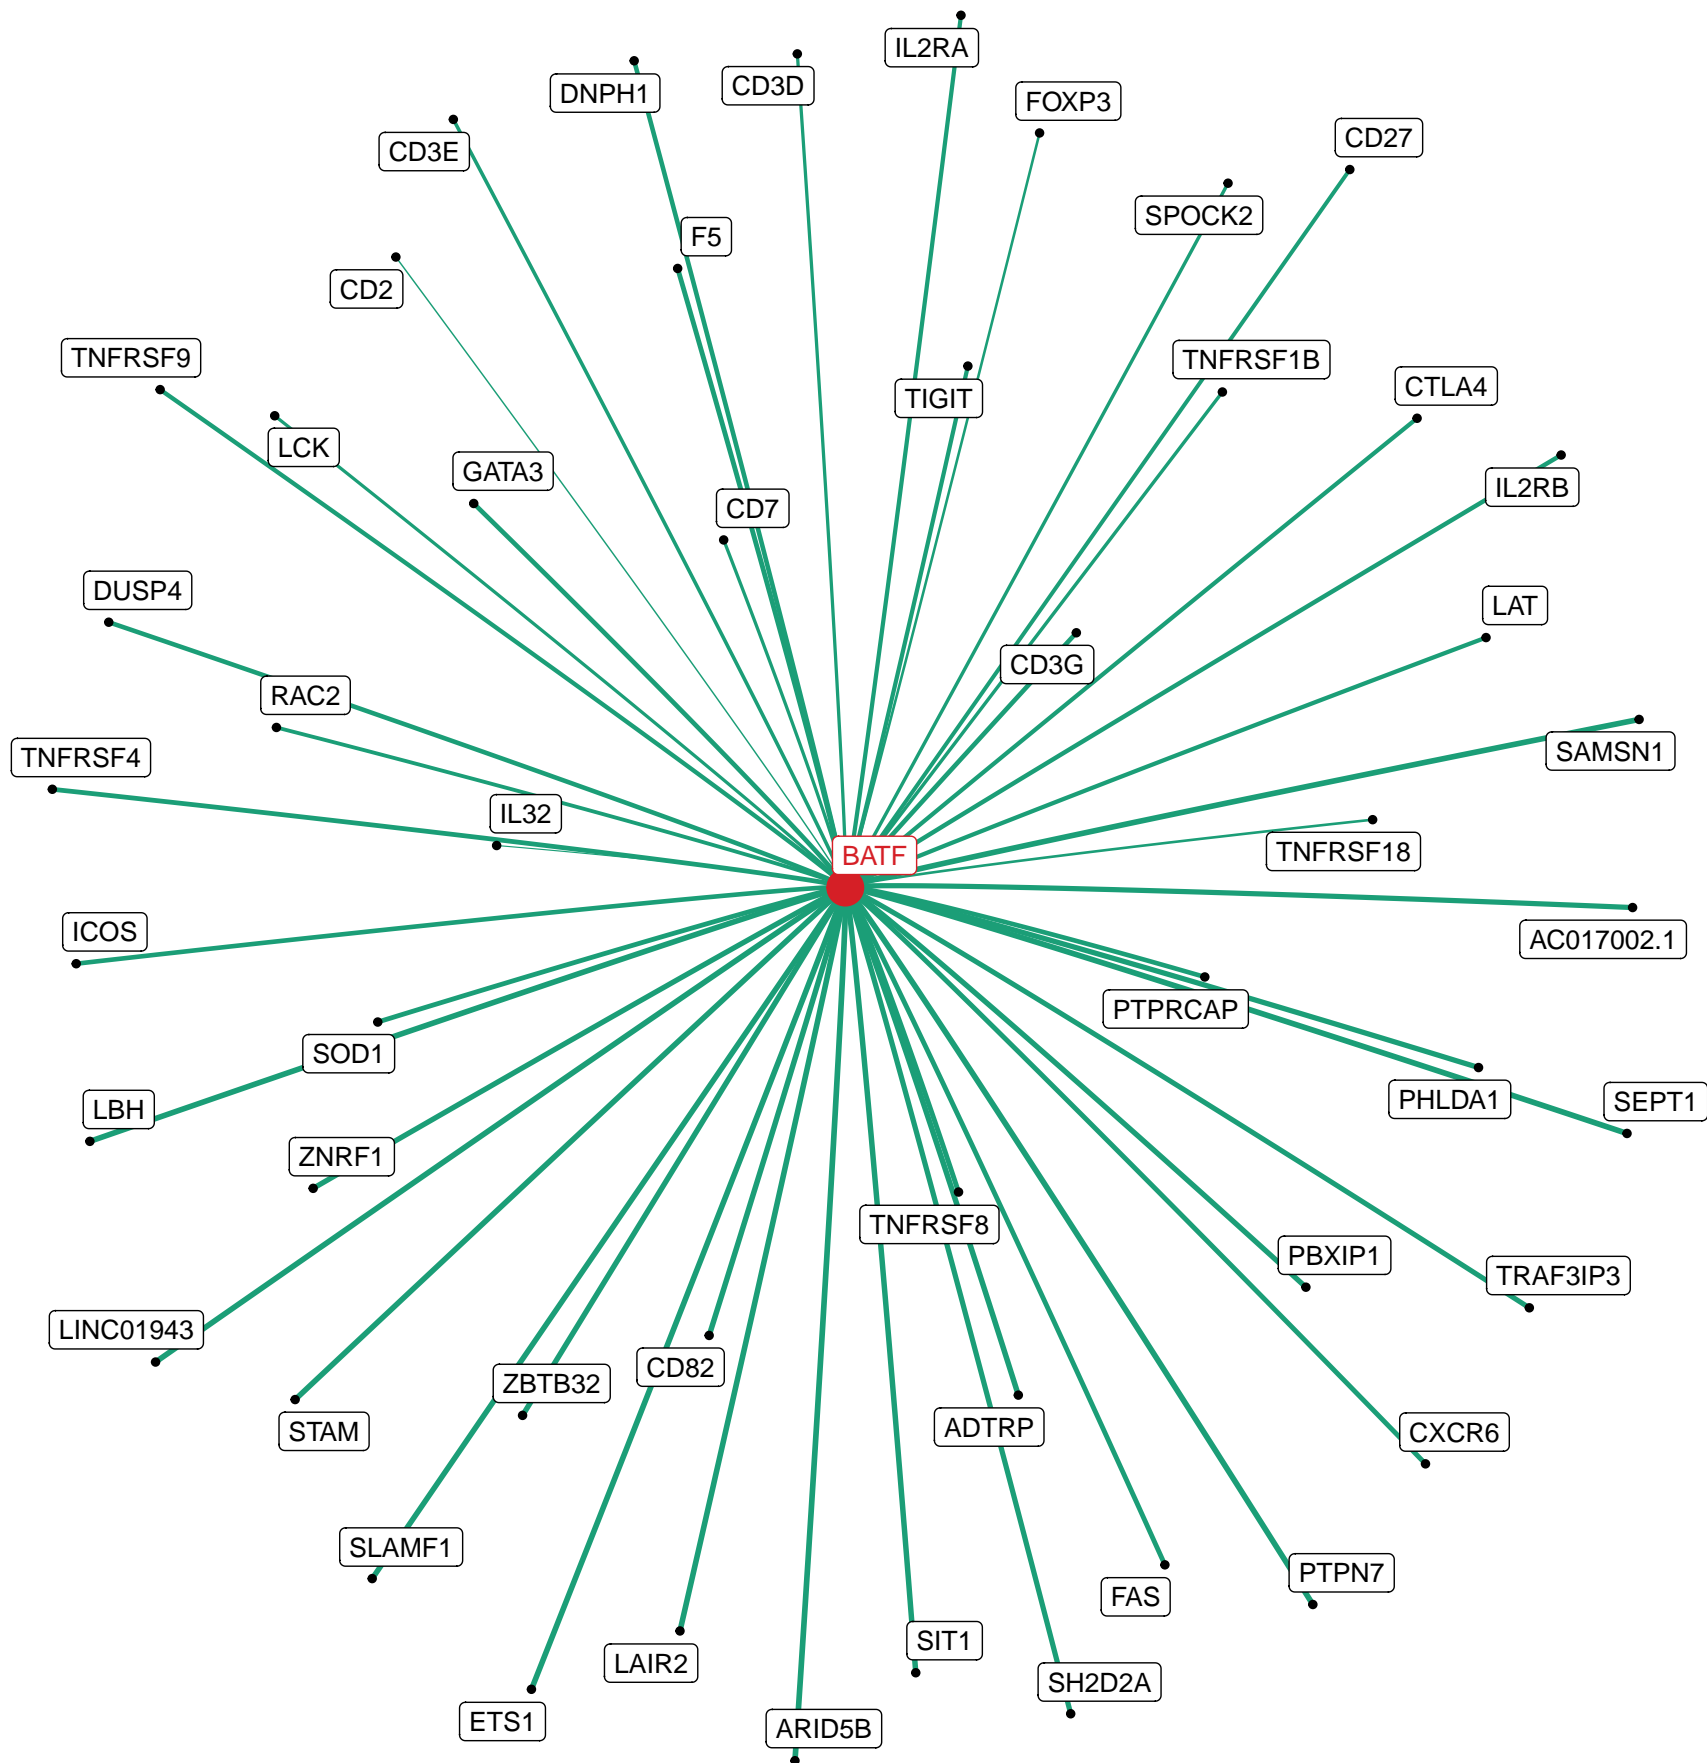 IL2RA
CD3D
DNPH1
FOXP3
CD27
CD3E
SPOCK2
F5
CD2
TNFRSF9
TNFRSF1B
CTLA4
TIGIT
LCK
GATA3
IL2RB
CD7
DUSP4
LAT
CD3G
RAC2
SAMSN1
TNFRSF4
IL32
BATF
TNFRSF18
ICOS
AC017002.1
PTPRCAP
SOD1
PHLDA1
SEPT1
LBH
ZNRF1
TNFRSF8
PBXIP1
TRAF3IP3
LINC01943
CD82
ZBTB32
ADTRP
STAM
CXCR6
SLAMF1
PTPN7
FAS
SIT1
LAIR2
SH2D2A
ETS1
ARID5B